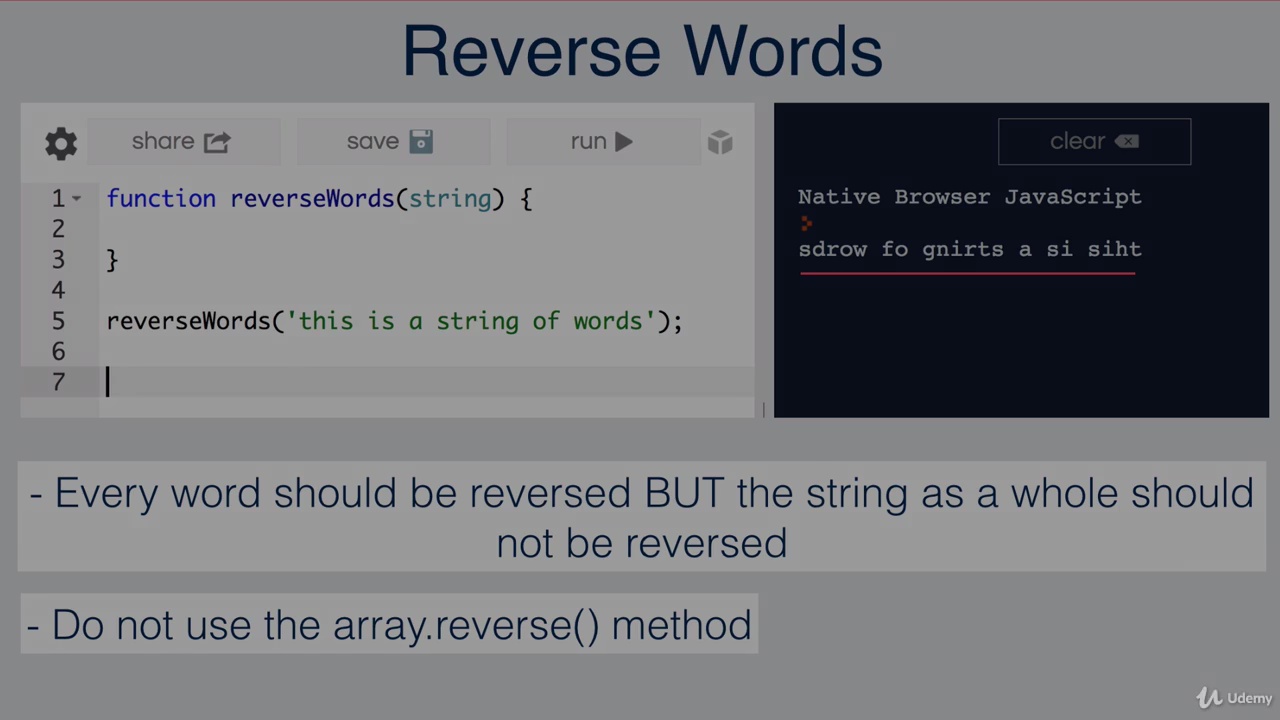 Reverse Words
share
save
run
clear
1 function reverseWords(string) {
2
3 }
4
5 reverseWords('this is a string of words');
6
7
Native Browser JavaScript
>
sdrow fo gnirts a si siht
- Every word should be reversed BUT the string as a whole should
not be reversed
- Do not use the array.reverse() method
Udemy